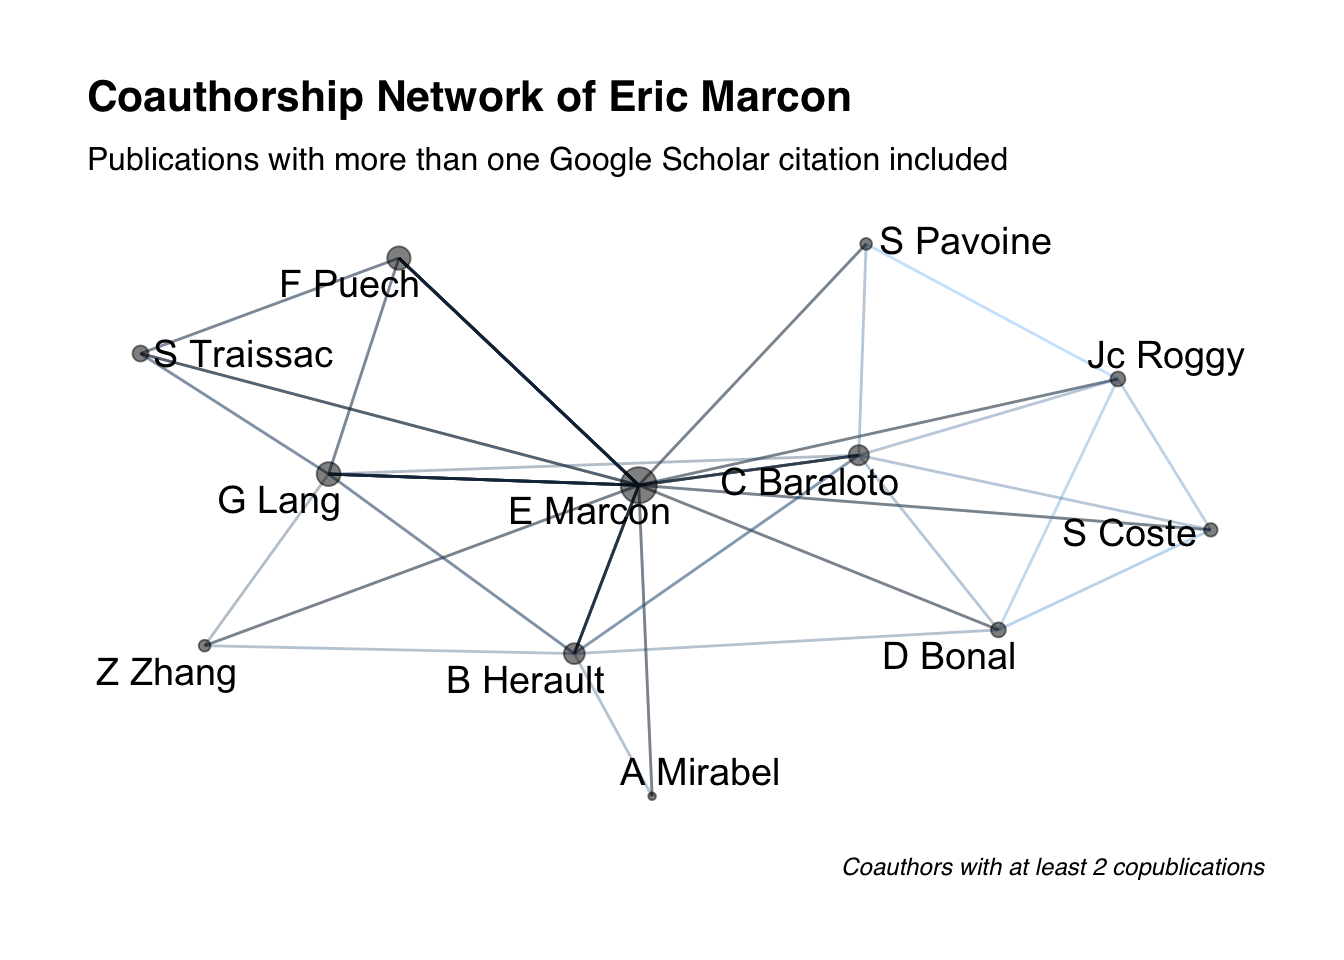 Coauthorship Network of Eric Marcon
Publications with more than one Google Scholar citation included
S Pavoine
F Puech
S Traissac
Jc Roggy
C Baraloto
G Lang
E Marcon
S Coste
D Bonal
Z Zhang
B Herault
A Mirabel
Coauthors with at least 2 copublications